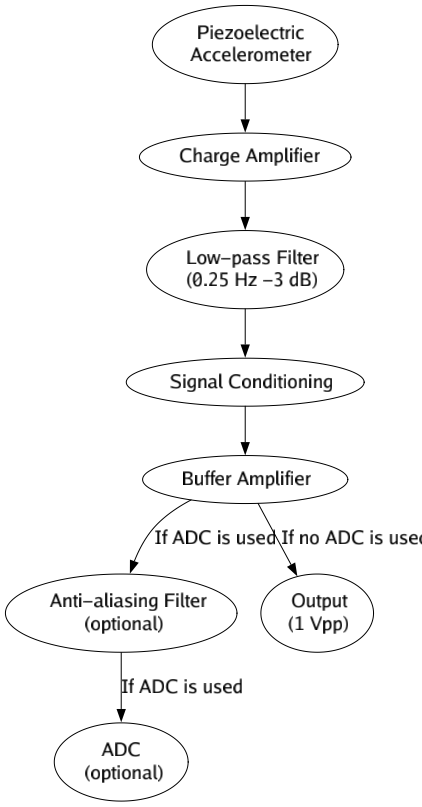 Piezoelectric
Accelerometer
Charge Amplifier
Low-pass Filter
(0.25 Hz -3 dB)
Signal Conditioning
Buffer Amplifier
If ADC is used
If no ADC is used
Anti-aliasing Filter
(optional)
Output
(1 Vpp)
If ADC is used
ADC
(optional)